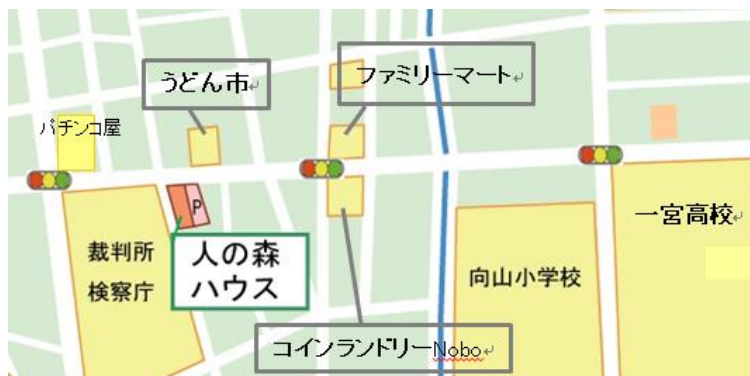 うどん市
ファミリーマート
パチンコ屋
P
一宮高校
裁判所
検察庁
人の森
ハウス
向山小学校
コインランドリーNobo